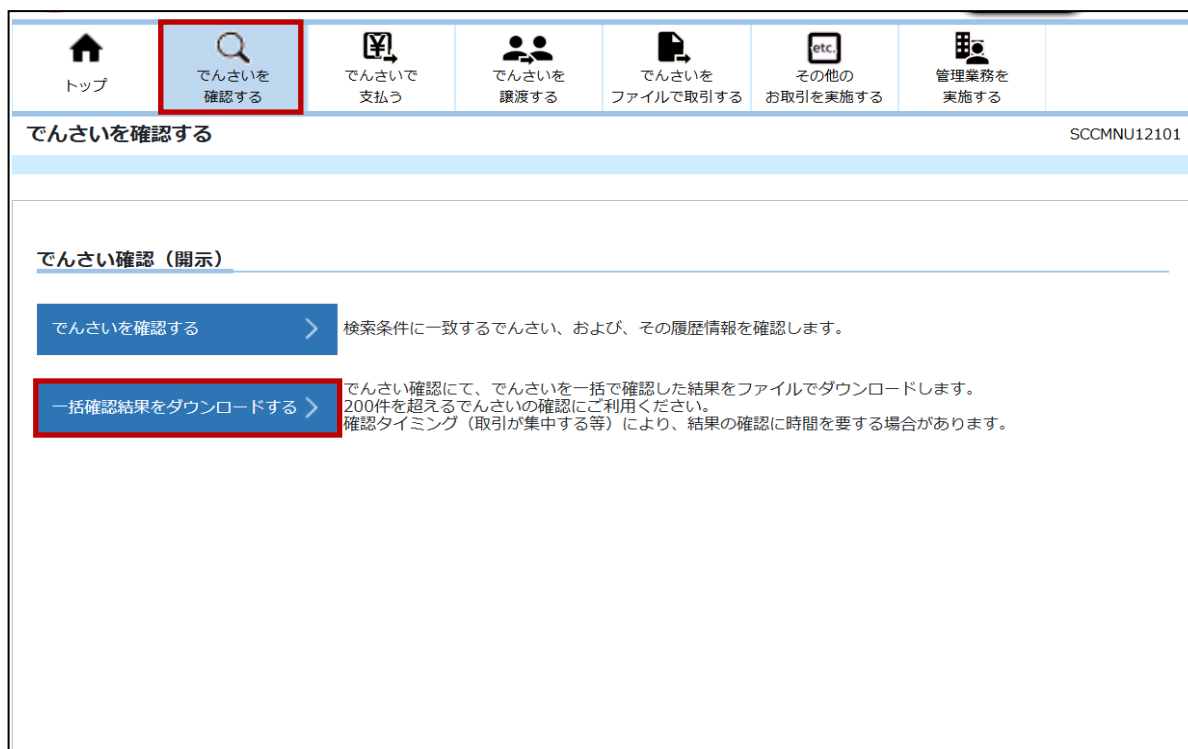 トップ
でんさいを
確認する
でんさいで
支払う
でんさいを
譲渡する
でんさいを
ファイルで取引する
etc.
その他の
お取引を実施する
管理業務を
実施する
でんさいを確認する
SCCMNU12101
でんさい確認（開示）
でんさいを確認する
検索条件に一致するでんさい、および、その履歴情報を確認します。
一括確認結果をダウンロードする
でんさい確認にて、でんさいを一括で確認した結果をファイルでダウンロードします。
200件を超えるでんさいの確認にご利用ください。
確認タイミング（取引が集中する等）により、結果の確認に時間を要する場合があります。